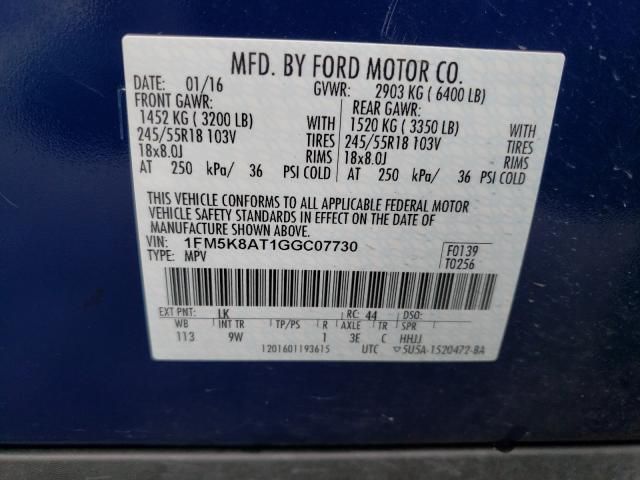 MFD. BY FORD MOTOR CO.
DATE: 01/16 GVWR: 2903 KG ( 6400 LB)
FRONT GAWR: REAR GAWR:
1452 KG ( 3200 LB) WITH 1520 KG ( 3350 LB) WITH
245/55R18 103V TIRES 245/55R18 103V TIRES
18x8.0J RIMS 18x8.0J RIMS
AT 250 kPa/ 36 PSI COLD AT 250 kPa/ 36 PSI COLD
THIS VEHICLE CONFORMS TO ALL APPLICABLE FEDERAL MOTOR
VEHICLE SAFETY STANDARDS IN EFFECT ON THE DATE OF
MANUFACTURE SHOWN ABOVE.
VIN: 1FM5K8AT1GGC07730 F0139
TYPE: MPV T0256
EXT PNT: LK RC: 44 DSO:
WB INT TR TP/PS R AXLE TR SPR
113 9W 1 3E C HHJJ
1201601193615 UTC ▽5U5A-1520472-BA